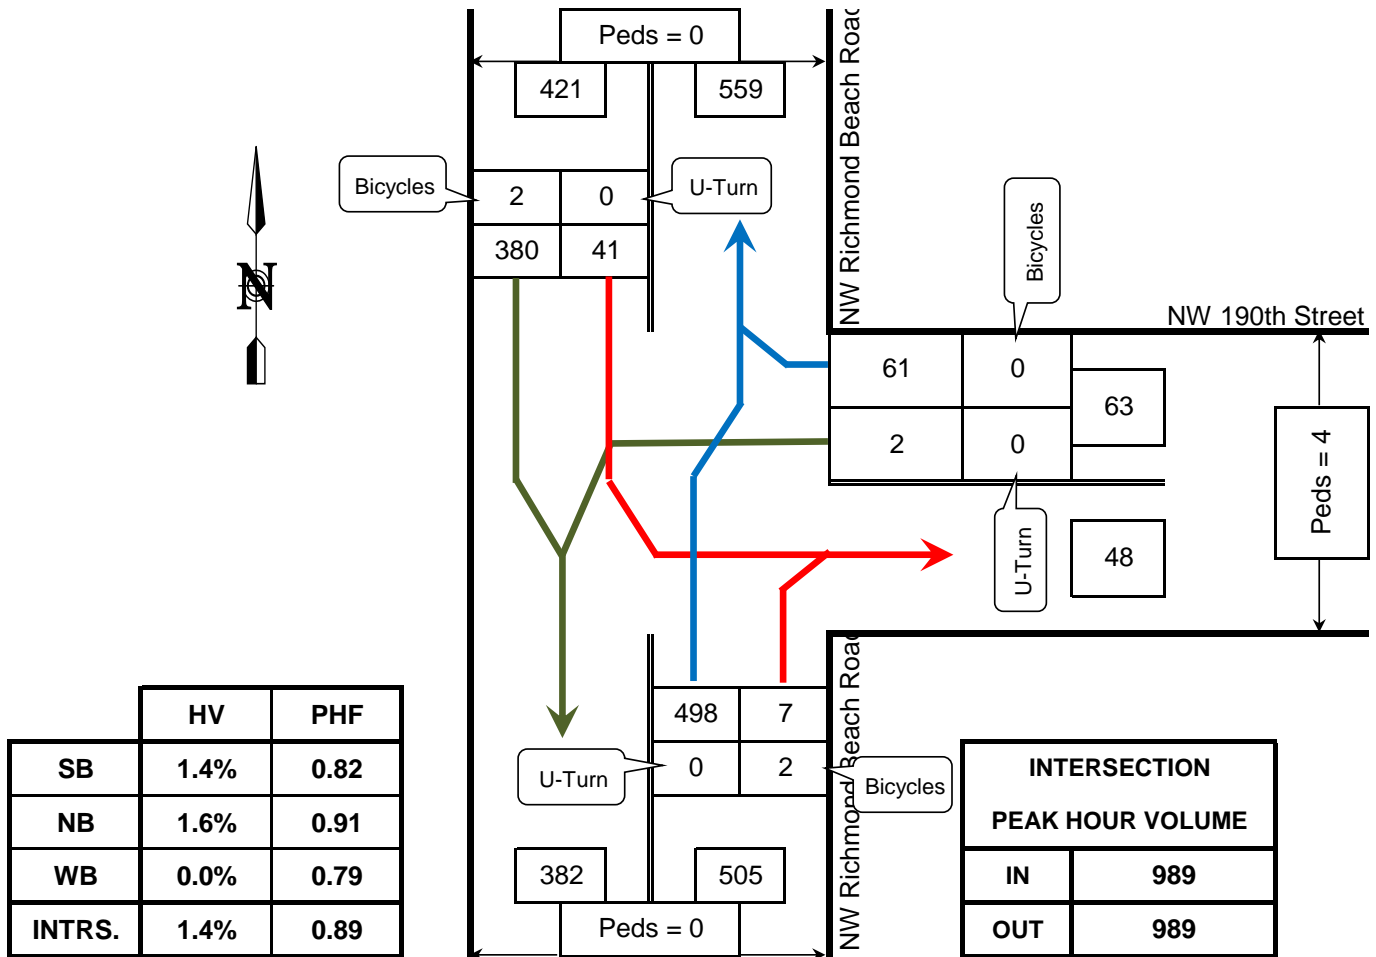 Peds = 0
421
559
NW Richmond Beach Road
Bicycles
2
0
U-Turn
380
41
Bicycles
N
NW 190th Street
61
0
63
2
0
Peds = 4
U-Turn
48
498
7
NW Richmond Beach Road
U-Turn
0
2
Bicycles
382
505
Peds = 0
HV PHF
SB 1.4% 0.82
NB 1.6% 0.91
WB 0.0% 0.79
INTRS. 1.4% 0.89
INTERSECTION
PEAK HOUR VOLUME
IN 989
OUT 989